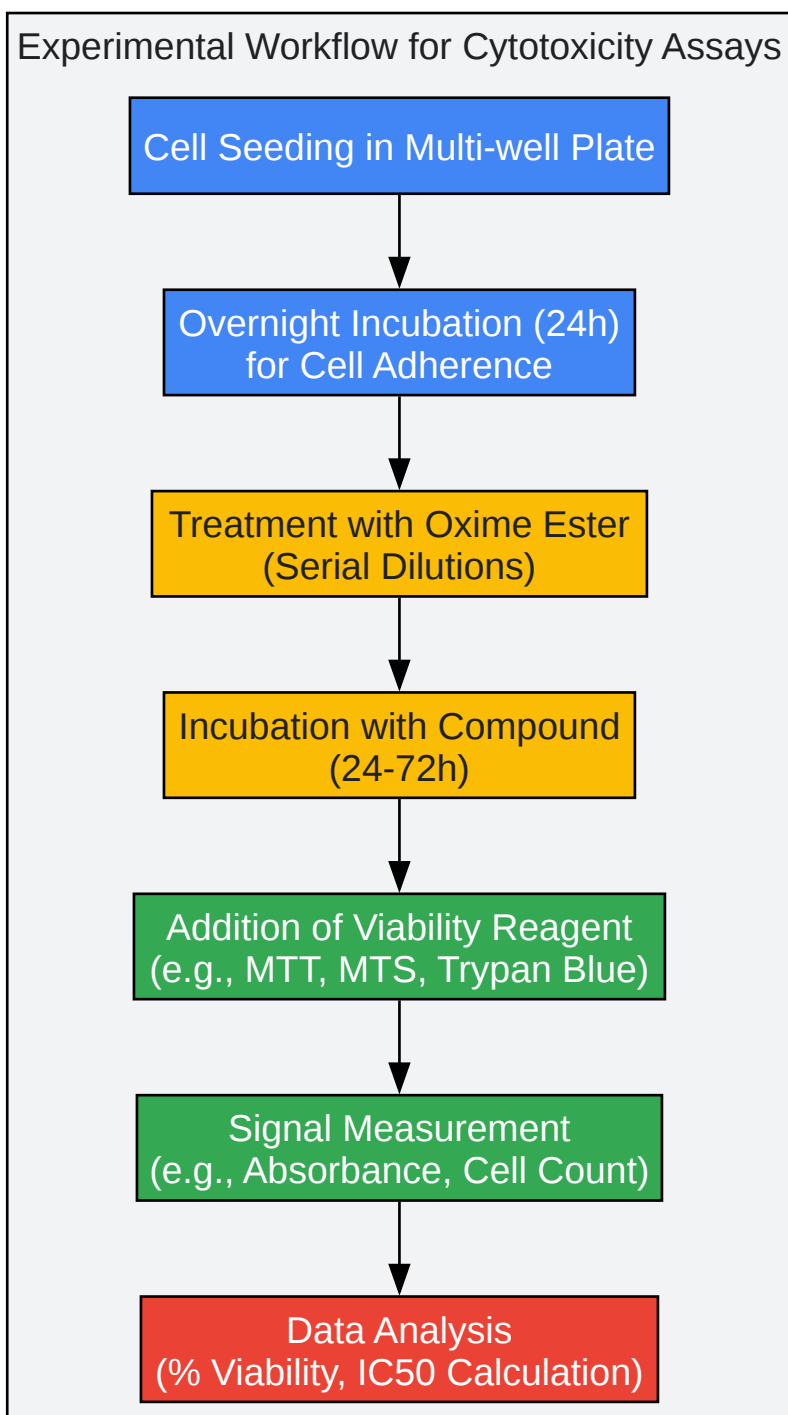 Experimental Workflow for Cytotoxicity Assays
Cell Seeding in Multi-well Plate
Overnight Incubation (24h)
for Cell Adherence
Treatment with Oxime Ester
(Serial Dilutions)
Incubation with Compound
(24-72h)
Addition of Viability Reagent
(e.g., MTT, MTS, Trypan Blue)
Signal Measurement
(e.g., Absorbance, Cell Count)
Data Analysis
(% Viability, IC50 Calculation)